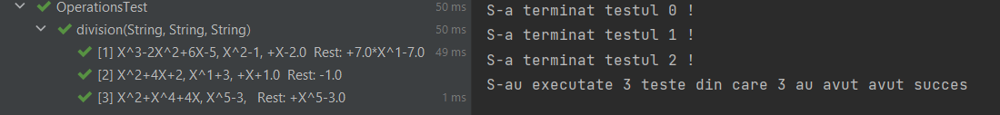 OperationsTest 50 ms
division(String, String, String) 50 ms
[1] X^3-2X^2+6X-5, X^2-1, +X-2.0 Rest: +7.0*X^1-7.0 49 ms
[2] X^2+4X+2, X^1+3, +X+1.0 Rest: -1.0
[3] X^2+X^4+4X, X^5-3, Rest: +X^5-3.0 1 ms
S-a terminat testul 0 !
S-a terminat testul 1 !
S-a terminat testul 2 !
S-au executate 3 teste din care 3 au avut avut succes